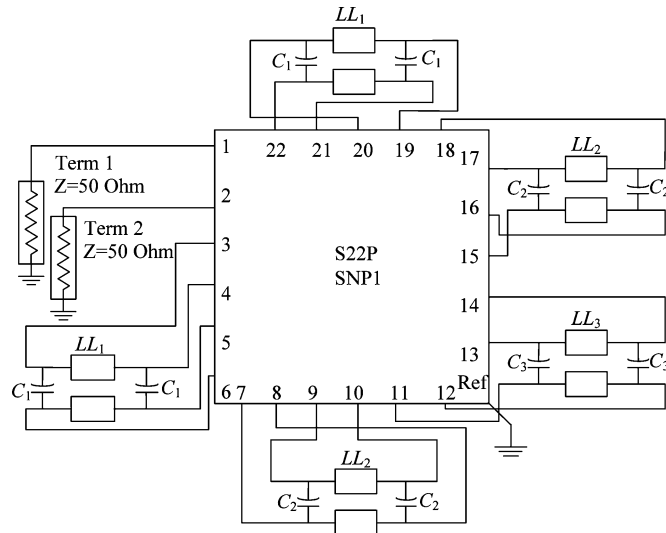 LL1
C1
C1
22
21
20
19
18
17
16
15
14
13
Ref
1
2
3
4
5
6
7
8
9
10
11
12
Term 1
Z=50 Ohm
Term 2
Z=50 Ohm
S22P
SNP1
LL2
C2
C2
LL3
C3
C3
LL1
C1
C1
LL2
C2
C2